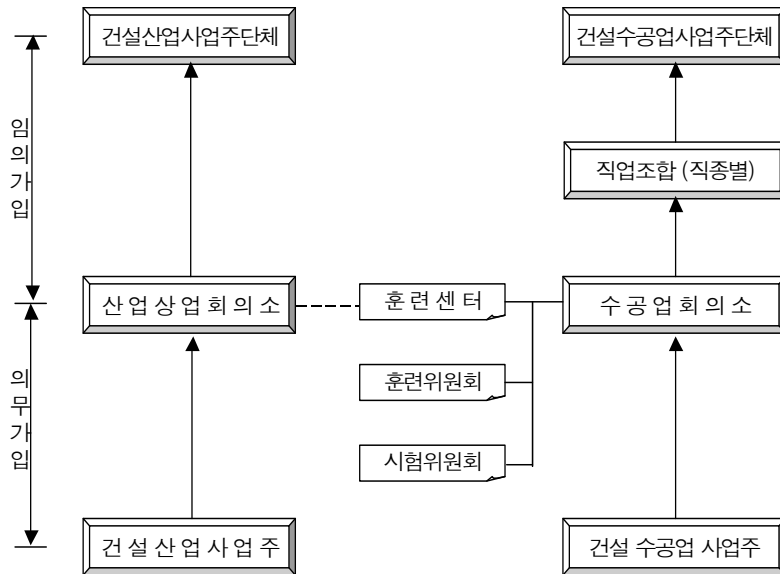 건설산업사업주단체
건설수공업사업주단체
임의가입
직업조합 (직종별)
산 업 상 업 회 의 소
훈 련 센 터
수 공 업 회 의 소
의무가입
훈련위원회
시험위원회
건 설 산 업 사 업 주
건설 수공업 사업주